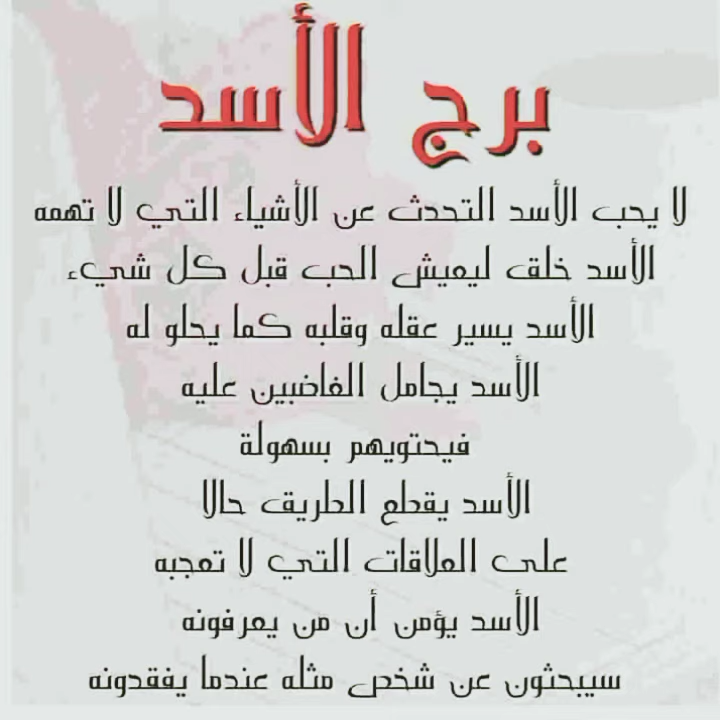 برج الأسد
لا يحب الأسد التحدث عن الأشياء التي لا تهمه
الأسد خلق ليعيش الحب قبل كل شيء
الأسد يسير عقله وقلبه كما يحلو له
الأسد يجامل الغاضبين عليه
فيحتويهم بسهولة
الأسد يقطع الطريق حالا
على العلاقات التي لا تعجبه
الأسد يؤمن أن من يعرفونه
سيبحثون عن شخص مثله عندما يفقدونه